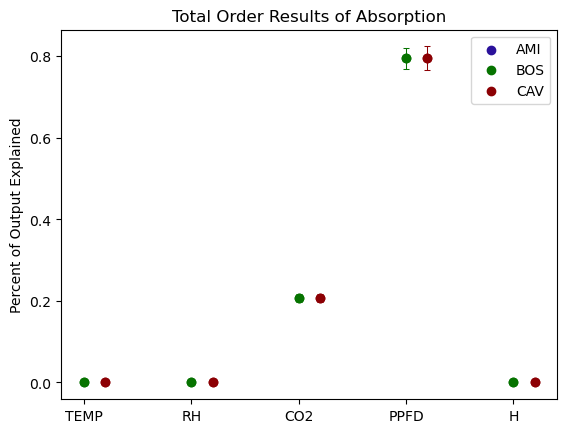 Total Order Results of Absorption
Percent of Output Explained
0.8
0.6
0.4
0.2
0.0
AMI
BOS
CAV
TEMP
RH
CO2
PPFD
H